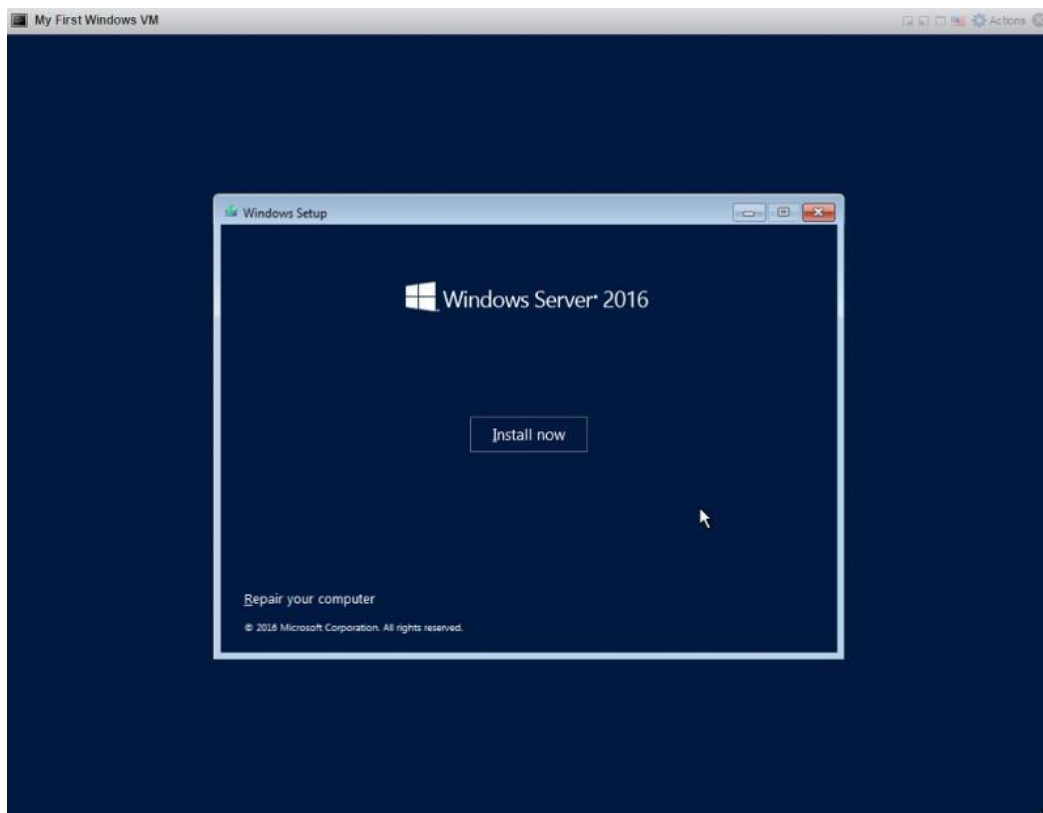 My First Windows VM
Actions
Windows Setup
Windows Server® 2016
Install now
Repair your computer
© 2016 Microsoft Corporation. All rights reserved.